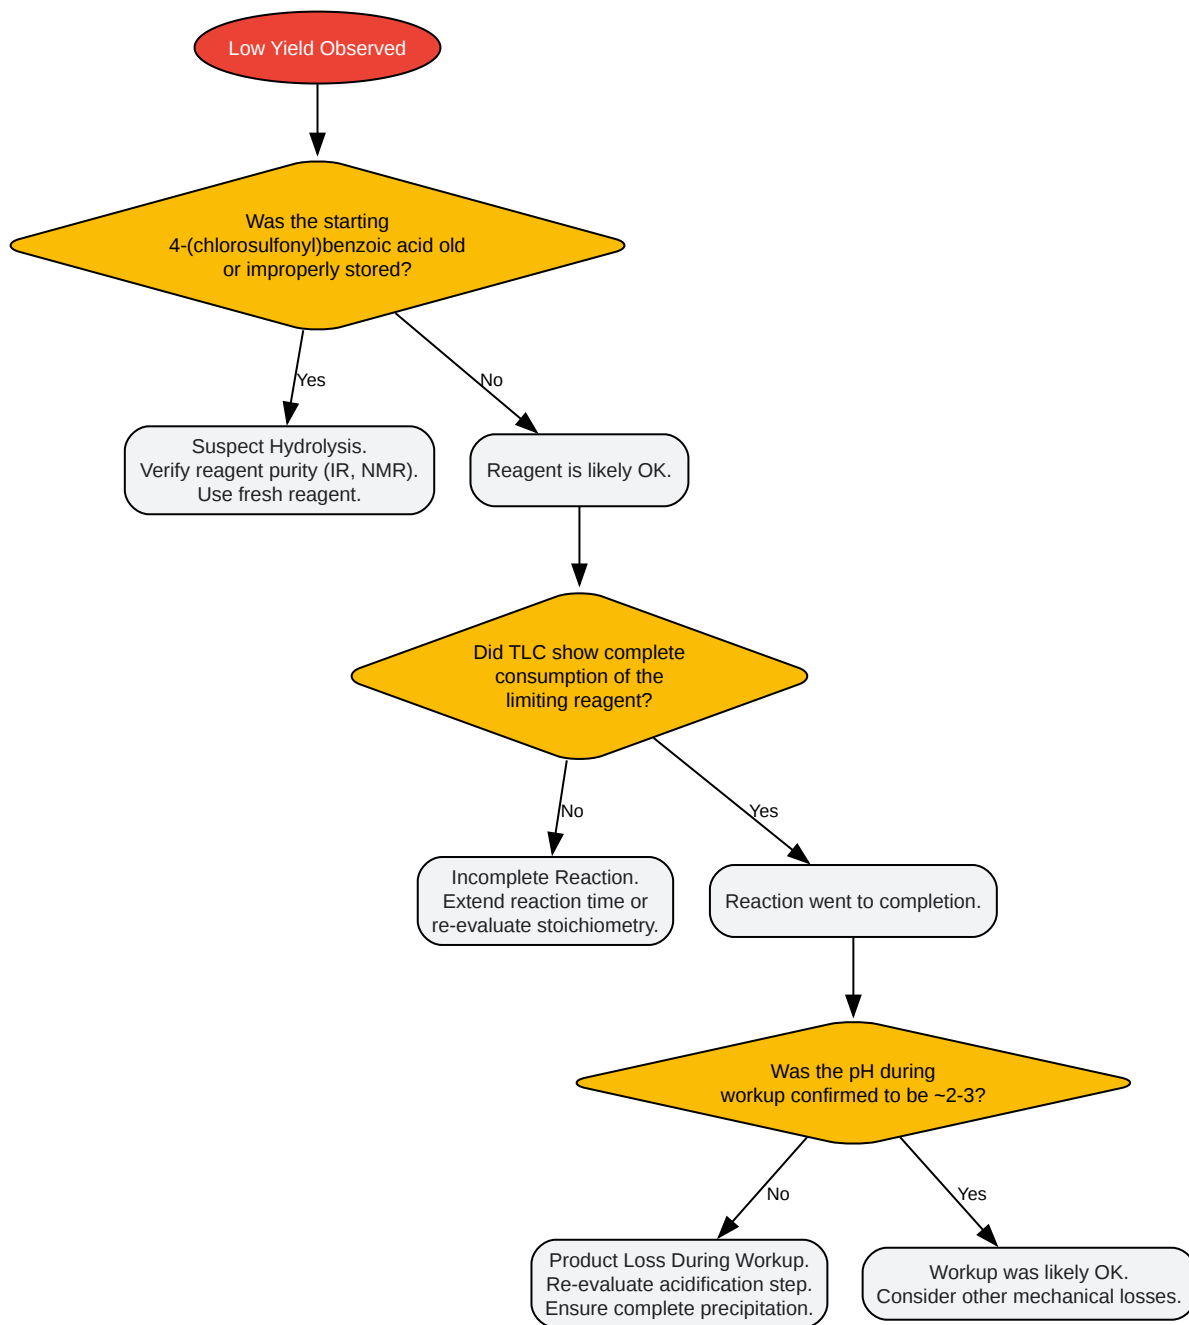 Low Yield Observed
Was the starting
4-(chlorosulfonyl)benzoic acid old
or improperly stored?
Yes
No
Suspect Hydrolysis.
Verify reagent purity (IR, NMR).
Use fresh reagent.
Reagent is likely OK.
Did TLC show complete
consumption of the
limiting reagent?
No
Yes
Incomplete Reaction.
Extend reaction time or
re-evaluate stoichiometry.
Reaction went to completion.
Was the pH during
workup confirmed to be ~2-3?
No
Yes
Product Loss During Workup.
Re-evaluate acidification step.
Ensure complete precipitation.
Workup was likely OK.
Consider other mechanical losses.